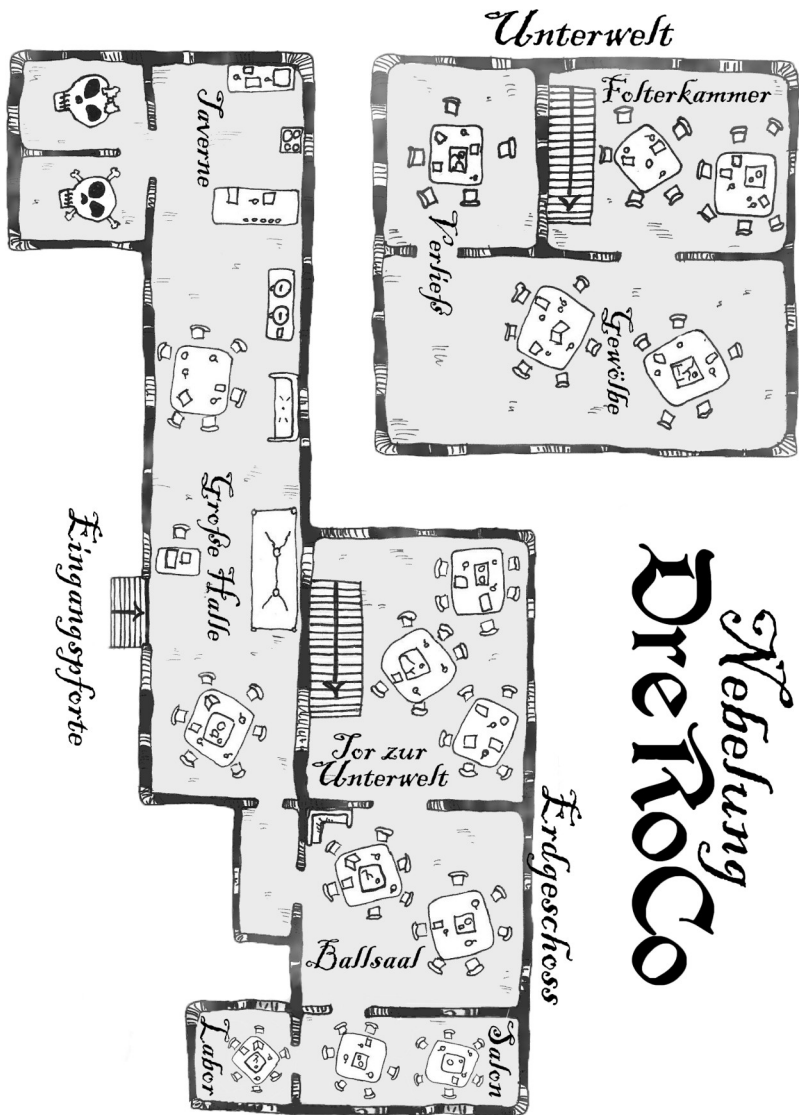 Unterwelt
Folterkammer
Verließ
Gewölbe
Taverne
Große Halle
Eingangspforte
Tor zur
Unterwelt
Erdgeschoss
Ballsaal
Salon
Labor
Nebelung
DreRoCo